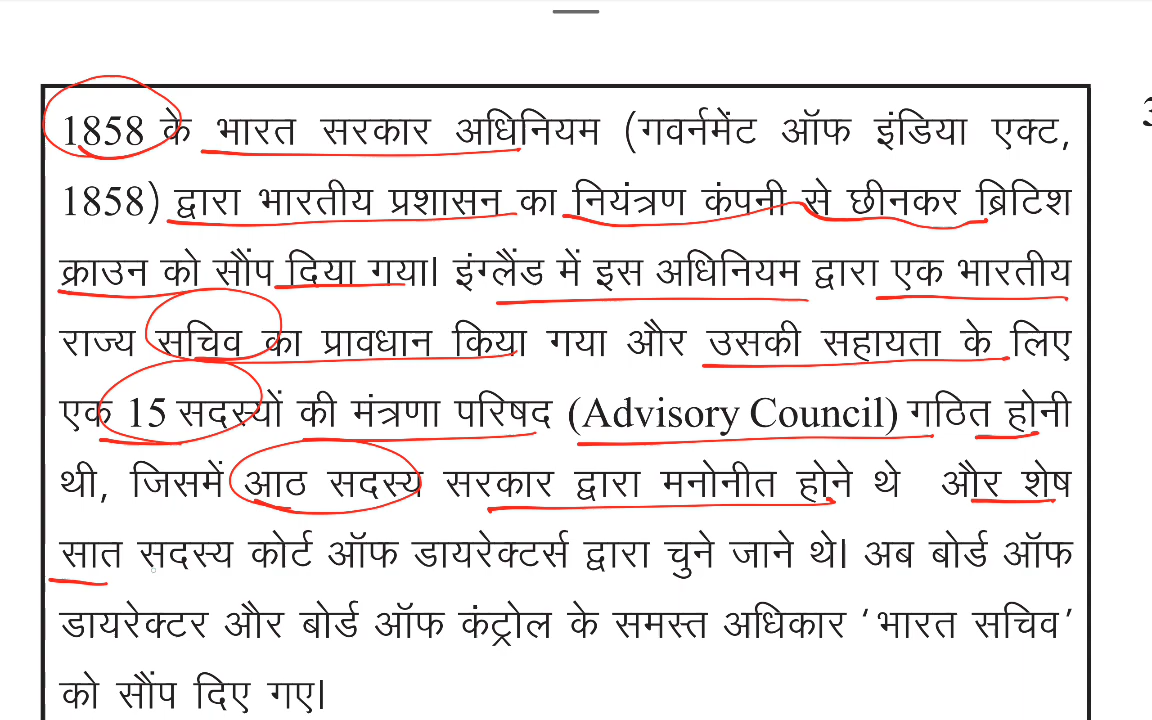 1858 के भारत सरकार अधिनियम (गवर्नमेंट ऑफ इंडिया एक्ट,
1858) द्वारा भारतीय प्रशासन का नियंत्रण कंपनी से छीनकर ब्रिटिश
क्राउन को सौंप दिया गया। इंग्लैंड में इस अधिनियम द्वारा एक भारतीय
राज्य सचिव का प्रावधान किया गया और उसकी सहायता के लिए
एक 15 सदस्यों की मंत्रणा परिषद (Advisory Council) गठित होनी
थी, जिसमें आठ सदस्य सरकार द्वारा मनोनीत होने थे और शेष
सात सदस्य कोर्ट ऑफ डायरेक्टर्स द्वारा चुने जाने थे। अब बोर्ड ऑफ
डायरेक्टर और बोर्ड ऑफ कंट्रोल के समस्त अधिकार ‘भारत सचिव’
को सौंप दिए गए।